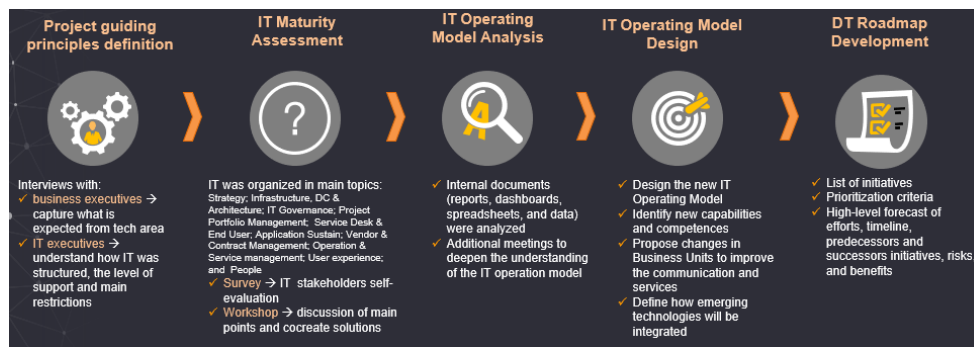 Project guiding
principles definition
Interviews with:
✓ business executives → 
capture what is
expected from tech area
✓ IT executives →
understand how IT was
structured, the level of
support and main
restrictions
IT Maturity
Assessment
?
IT was organized in main topics:
Strategy; Infrastructure, DC &
Architecture; IT Governance; Project
Portfolio Management; Service Desk &
End User; Application Sustain; Vendor &
Contract Management; Operation &
Service management; User experience;
and People
✓ Survey → IT stakeholders self-
evaluation
✓ Workshop → discussion of main
points and cocreate solutions
IT Operating
Model Analysis
A
✓ Internal documents
(reports, dashboards,
spreadsheets, and data)
were analyzed
✓ Additional meetings to
deepen the understanding
of the IT operation model
IT Operating Model
Design
✓ Design the new IT
Operating Model
✓ Identify new capabilities
and competences
✓ Propose changes in
Business Units to improve
the communication and
services
✓ Define how emerging
technologies will be
integrated
DT Roadmap
Development
✓ List of initiatives
✓ Prioritization criteria
✓ High-level forecast of
efforts, timeline,
predecessors and
successors initiatives, risks,
and benefits